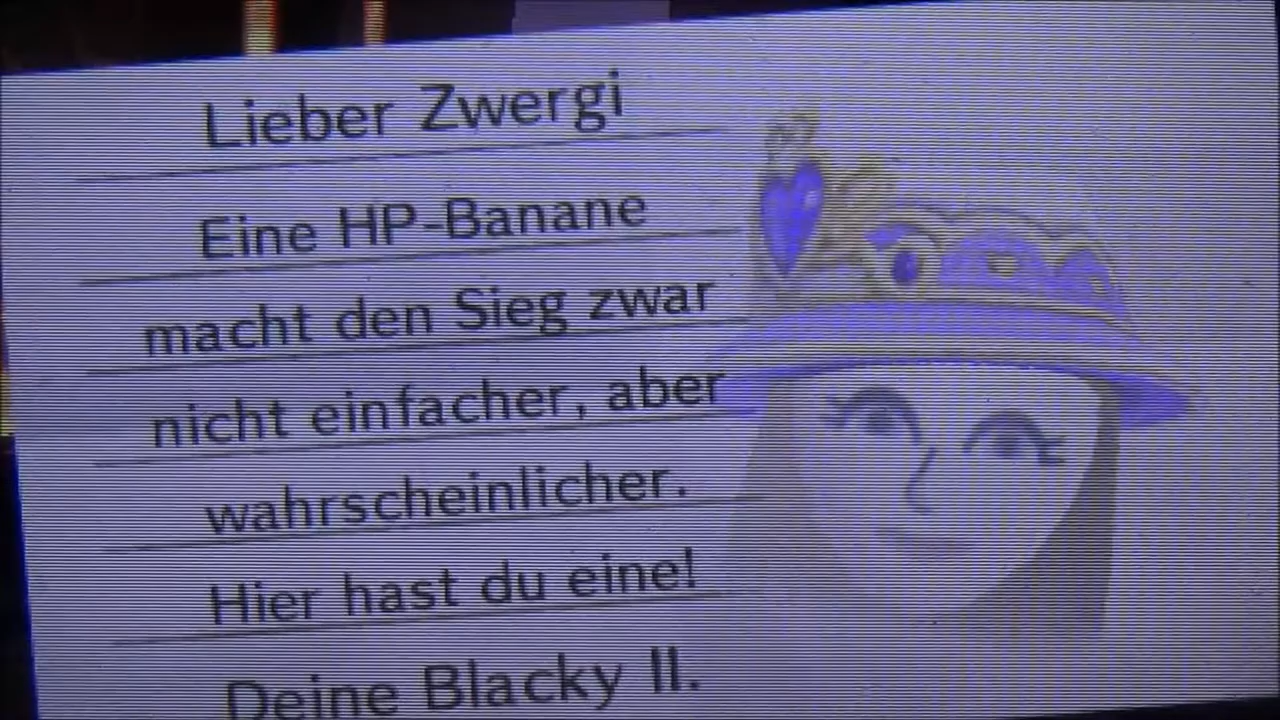 Lieber Zwergi
Eine HP-Banane
macht den Sieg zwar
nicht einfacher, aber
wahrscheinlicher.
Hier hast du eine!
Deine Blacky II.